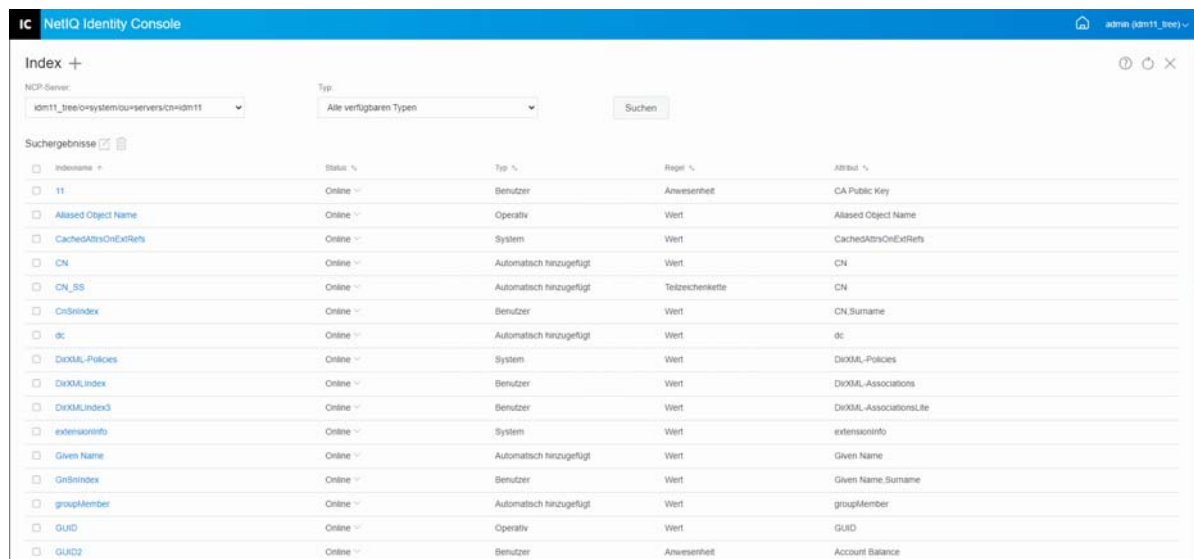 IC NetIQ Identity Console admin (idm11_tree)
Index +
NCP-Server: Typ:
idm11_tree/o=system/ou=servers/cn=idm11 Alle verfügbaren Typen Suchen
Suchergebnisse
Indexname Status Typ Regel Attribut
11 Online Benutzer Anwesenheit CA Public Key
Aliased Object Name Online Operativ Wert Aliased Object Name
CachedAttrsOnExtRefs Online System Wert CachedAttrsOnExtRefs
CN Online Automatisch hinzugefügt Wert CN
CN_SS Online Automatisch hinzugefügt Teilzeichenkette CN
CnSnIndex Online Benutzer Wert CN,Surname
dc Online Automatisch hinzugefügt Wert dc
DirXML-Policies Online System Wert DirXML-Policies
DirXMLIndex Online Benutzer Wert DirXML-Associations
DirXMLIndex3 Online Benutzer Wert DirXML-AssociationsLite
extensionInfo Online System Wert extensionInfo
Given Name Online Automatisch hinzugefügt Wert Given Name
GnSnIndex Online Benutzer Wert Given Name,Surname
groupMember Online Automatisch hinzugefügt Wert groupMember
GUID Online Operativ Wert GUID
GUID2 Online Benutzer Anwesenheit Account Balance